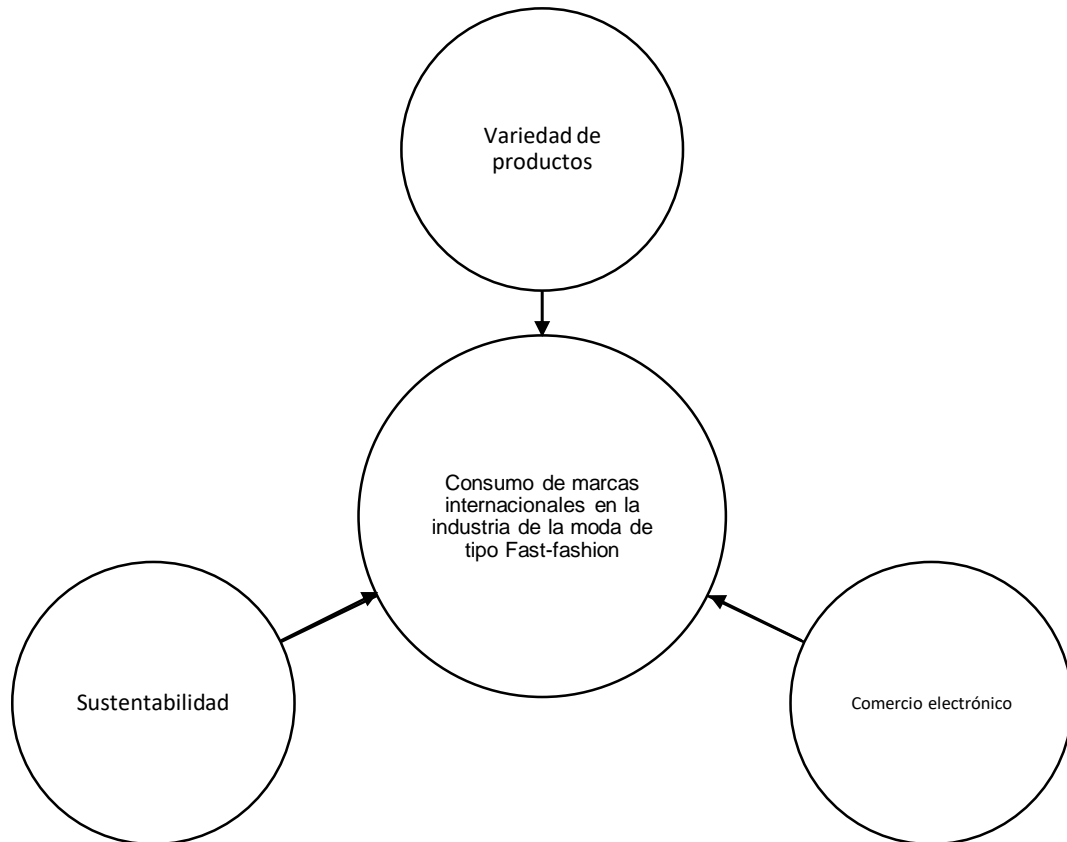 Variedad de
productos
Consumo de marcas
internacionales en la
industria de la moda de
tipo Fast-fashion
Sustentabilidad
Comercio electrónico